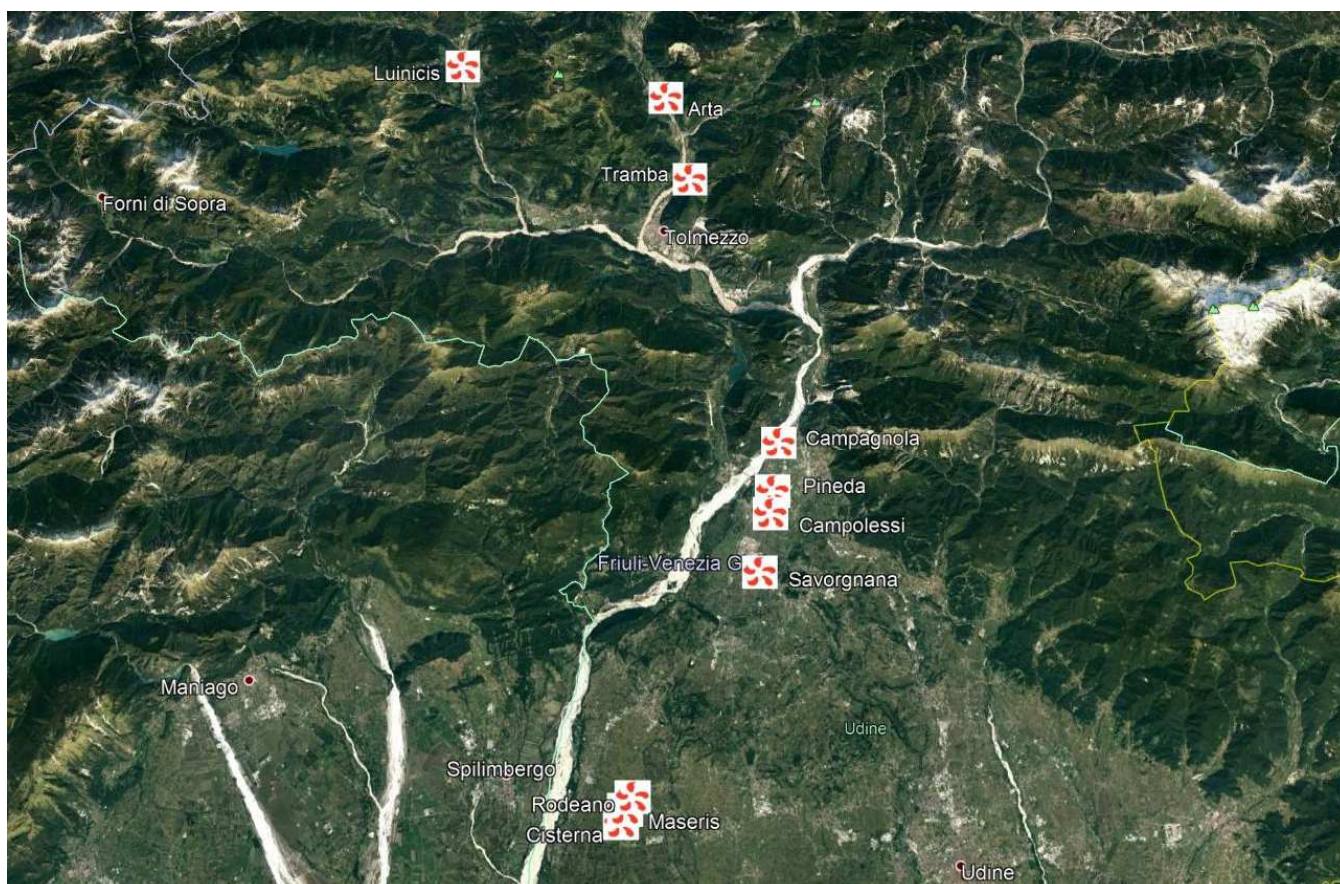 Luinicis
Arta
Tramba
Forni di Sopra
Tolmezzo
Campagnola
Pineda
Campolessi
Friuli-Venezia G
Savorgnana
Maniago
Udine
Spilimbergo
Rodeano
Maseris
Cisterna
Udine